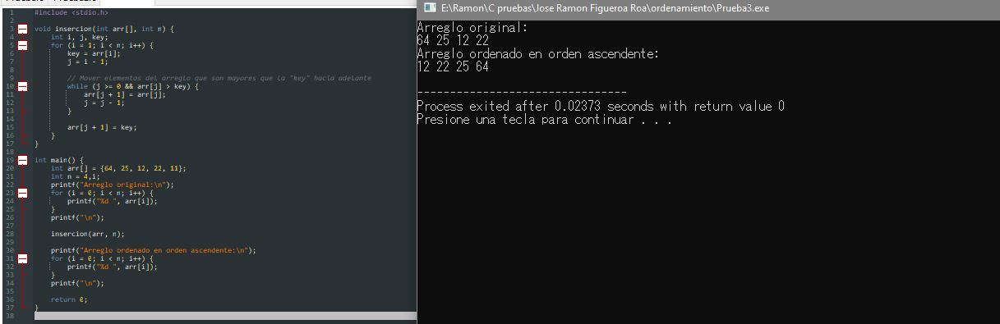 #include <stdio.h>
void insercion(int arr[], int n) {
int i, j, key;
for (i = 1; i < n; i++) {
key = arr[i];
j = i - 1;
// Mover elementos del arreglo que son mayores que la "key" hacia adelante
while (j >= 0 && arr[j] > key) {
arr[j + 1] = arr[j];
j = j - 1;
}
arr[j + 1] = key;
}
}
int main() {
int arr[] = {64, 25, 12, 22, 11};
int n = 4,i;
printf("Arreglo original:\n");
for (i = 0; i < n; i++) {
printf("%d ", arr[i]);
}
printf("\n");
insercion(arr, n);
printf("Arreglo ordenado en orden ascendente:\n");
for (i = 0; i < n; i++) {
printf("%d ", arr[i]);
}
printf("\n");
return 0;
}
E:\Ramon\C pruebas\Jose Ramon Figueroa Roa\ordenamiento\Prueba3.exe
Arreglo original:
64 25 12 22
Arreglo ordenado en orden ascendente:
12 22 25 64
--------------------------------
Process exited after 0.02373 seconds with return value 0
Presione una tecla para continuar . . .